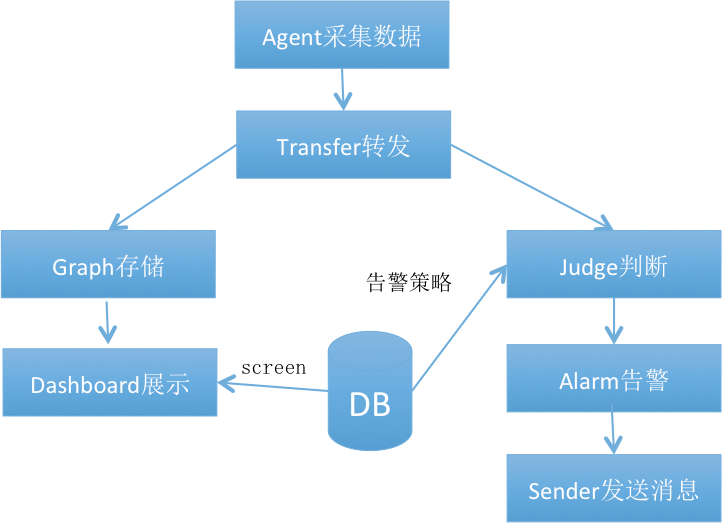 Agent采集数据
Transfer转发
Graph存储
Judge判断
告警策略
Dashboard展示
screen
DB
Alarm告警
Sender发送消息